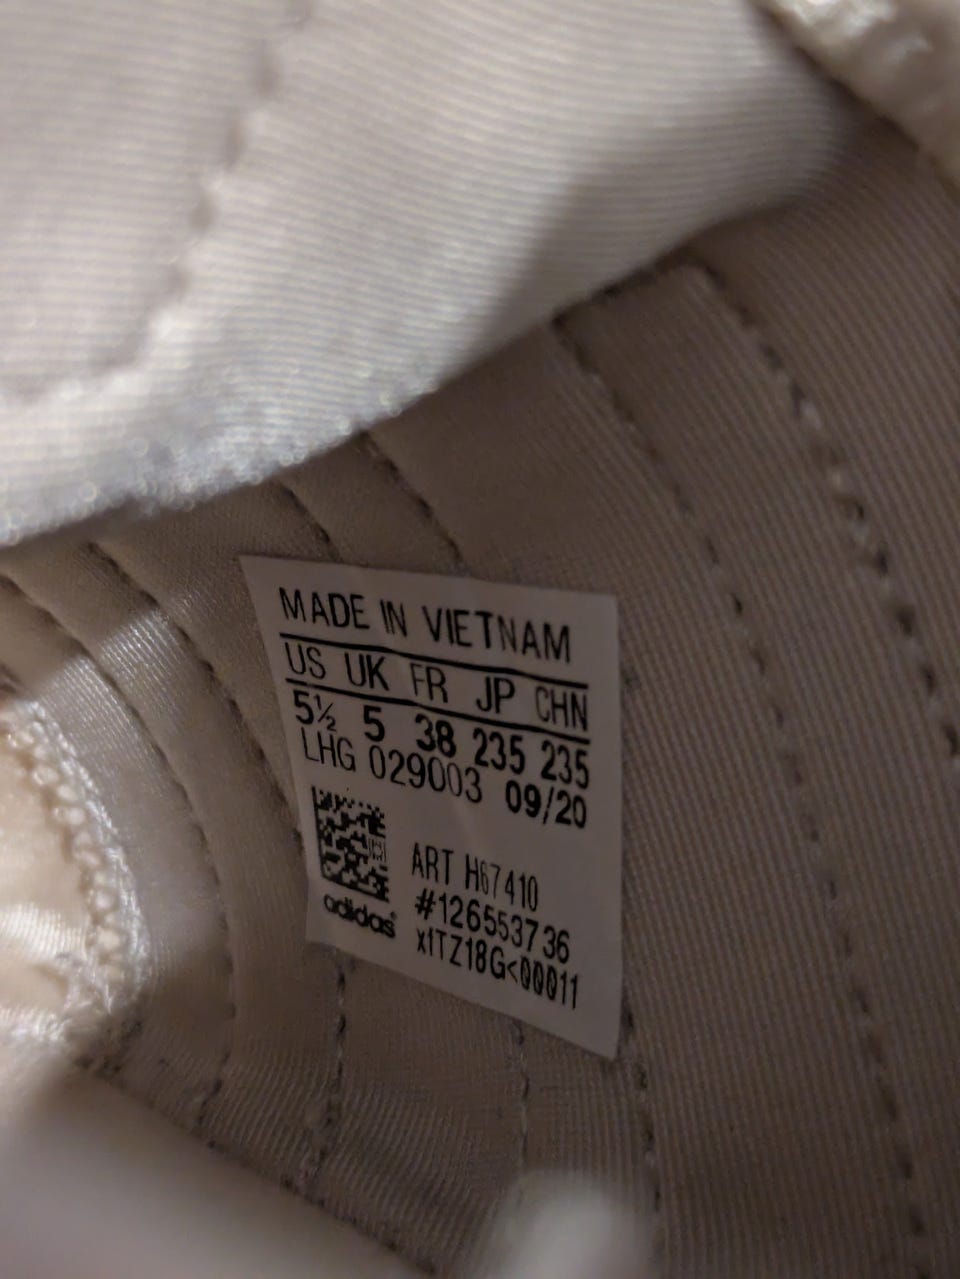 MADE IN VIETNAM
US UK FR JP CHN
5½ 5 38 235 235
LHG 029003 09/20
ART H67410
#126553736
x1TZ18G<00011
adidas